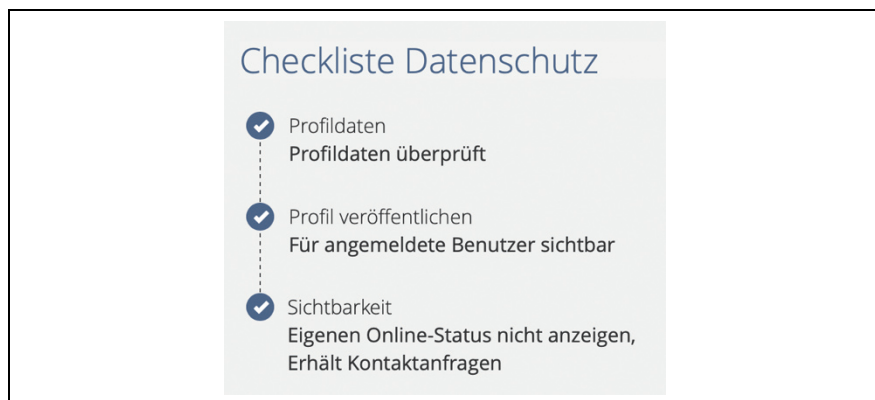 Checkliste Datenschutz
Profildaten
Profildaten überprüft
Profil veröffentlichen
Für angemeldete Benutzer sichtbar
Sichtbarkeit
Eigenen Online-Status nicht anzeigen,
Erhält Kontaktanfragen